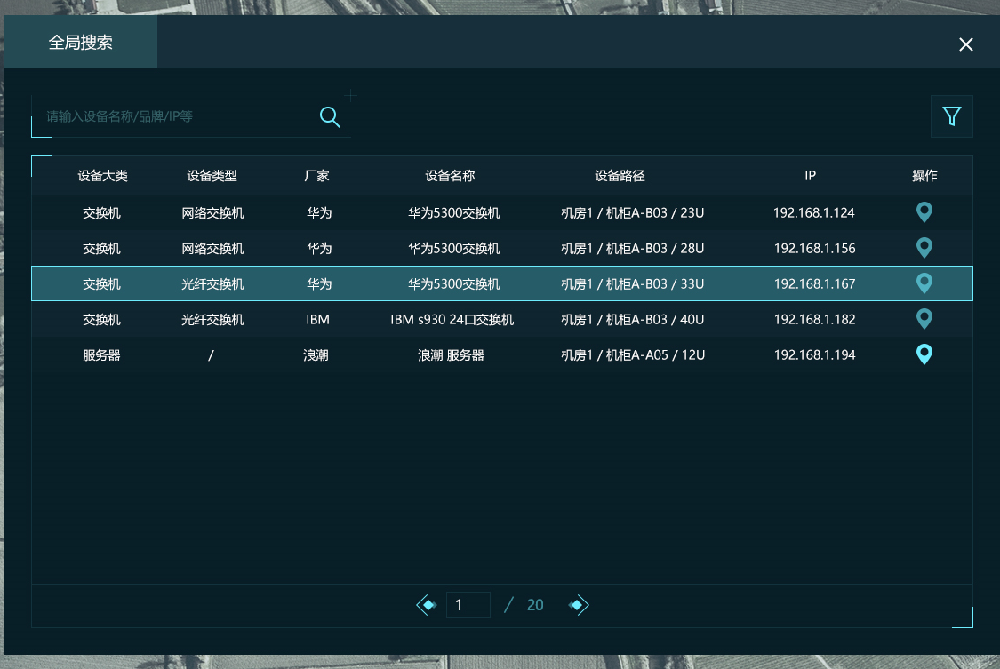 全局搜索
请输入设备名称/品牌/IP等
设备大类 设备类型 厂家 设备名称 设备路径 IP 操作
交换机 网络交换机 华为 华为5300交换机 机房1 / 机柜A-B03 / 23U 192.168.1.124
交换机 网络交换机 华为 华为5300交换机 机房1 / 机柜A-B03 / 28U 192.168.1.156
交换机 光纤交换机 华为 华为5300交换机 机房1 / 机柜A-B03 / 33U 192.168.1.167
交换机 光纤交换机 IBM IBM s930 24口交换机 机房1 / 机柜A-B03 / 40U 192.168.1.182
服务器 / 浪潮 浪潮 服务器 机房1 / 机柜A-A05 / 12U 192.168.1.194
1 / 20